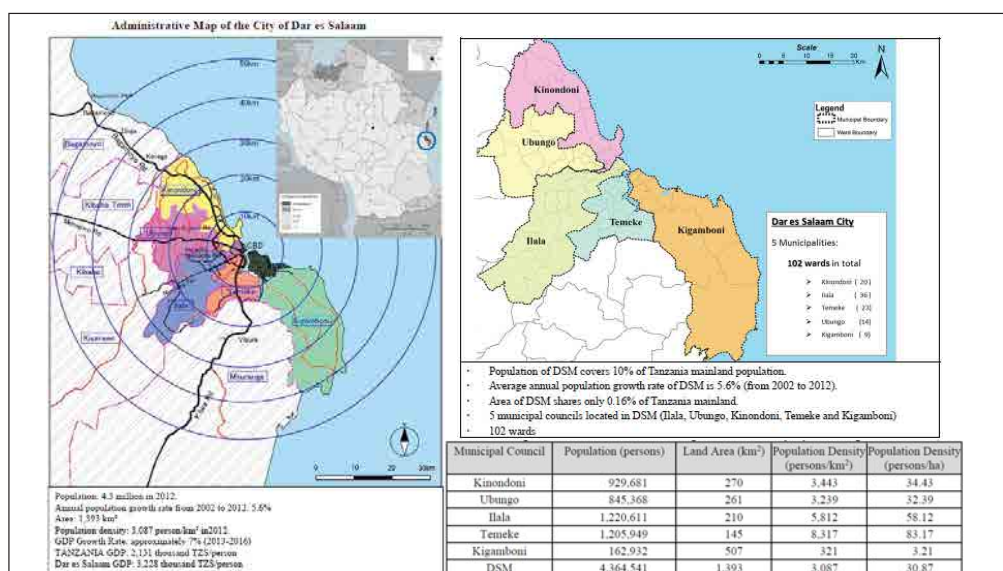 Administrative Map of the City of Dar es Salaam
50km
40km
30km
20km
10km
Bagamoyo
Kinondoni
Kibaha Town
CBD
Kibaha
Temeke
Ilala
Kisarawe
Vikindu
Mkuranga
0 10 20 30km
Population: 4.3 million in 2012.
Annual population growth rate from 2002 to 2012. 5.6%
Area: 1,393 km²
Population density: 3,087 person/km² in2012
GDP Growth Rate: approximately 7% (2013-2016)
TANZANIA GDP: 2,131 thousand TZS/person
Dar es Salaam GDP: 3,228 thousand TZS/person
Scale
N
Kinondoni
Ubungo
Ilala
Temeke
Kigamboni
Legend
Municipal Boundary
Ward Boundary
Dar es Salaam City
5 Municipalities:
102 wards in total
➢ Kinondoni ( 20)
➢ Ilala ( 36)
➢ Temeke ( 23)
➢ Ubungo (14)
➢ Kigamboni ( 9)
· Population of DSM covers 10% of Tanzania mainland population.
· Average annual population growth rate of DSM is 5.6% (from 2002 to 2012).
· Area of DSM shares only 0.16% of Tanzania mainland.
· 5 municipal councils located in DSM (Ilala, Ubungo, Kinondoni, Temeke and Kigamboni)
· 102 wards
Municipal Council Population (persons) Land Area (km²) Population Density (persons/km²) Population Density (persons/ha)
Kinondoni 929,681 270 3,443 34.43
Ubungo 845,368 261 3,239 32.39
Ilala 1,220,611 210 5,812 58.12
Temeke 1,205,949 145 8,317 83.17
Kigamboni 162,932 507 321 3.21
DSM 4,364,541 1,393 3,087 30.87